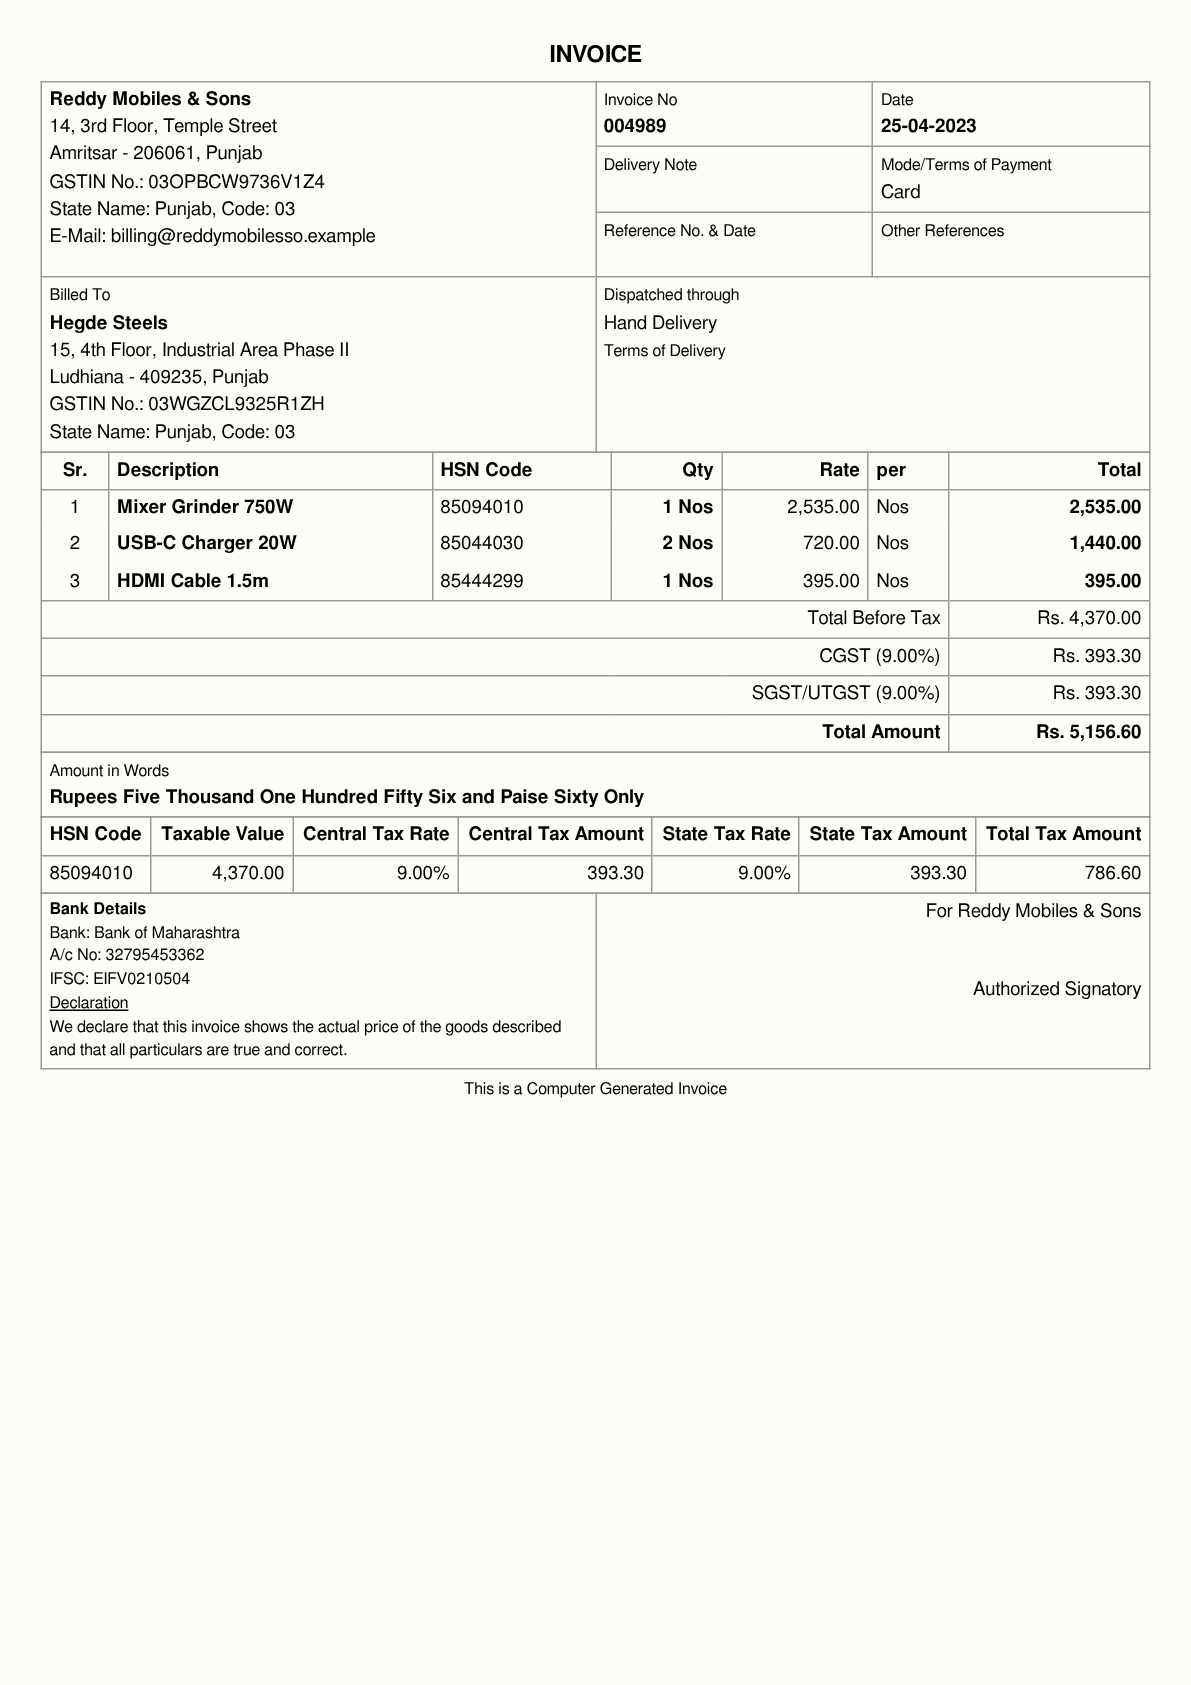 INVOICE
Reddy Mobiles & Sons
14, 3rd Floor, Temple Street
Amritsar - 206061, Punjab
GSTIN No.: 03OPBCW9736V1Z4
State Name: Punjab, Code: 03
E-Mail: billing@reddymobilesso.example
Invoice No
004989
Date
25-04-2023
Delivery Note
Mode/Terms of Payment
Card
Reference No. & Date
Other References
Billed To
Hegde Steels
15, 4th Floor, Industrial Area Phase II
Ludhiana - 409235, Punjab
GSTIN No.: 03WGZCL9325R1ZH
State Name: Punjab, Code: 03
Dispatched through
Hand Delivery
Terms of Delivery
Sr. Description HSN Code Qty Rate per Total
1 Mixer Grinder 750W 85094010 1 Nos 2,535.00 Nos 2,535.00
2 USB-C Charger 20W 85044030 2 Nos 720.00 Nos 1,440.00
3 HDMI Cable 1.5m 85444299 1 Nos 395.00 Nos 395.00
Total Before Tax Rs. 4,370.00
CGST (9.00%) Rs. 393.30
SGST/UTGST (9.00%) Rs. 393.30
Total Amount Rs. 5,156.60
Amount in Words
Rupees Five Thousand One Hundred Fifty Six and Paise Sixty Only
HSN Code Taxable Value Central Tax Rate Central Tax Amount State Tax Rate State Tax Amount Total Tax Amount
85094010 4,370.00 9.00% 393.30 9.00% 393.30 786.60
Bank Details
Bank: Bank of Maharashtra
A/c No: 32795453362
IFSC: EIFV0210504
Declaration
We declare that this invoice shows the actual price of the goods described
and that all particulars are true and correct.
For Reddy Mobiles & Sons
Authorized Signatory
This is a Computer Generated Invoice